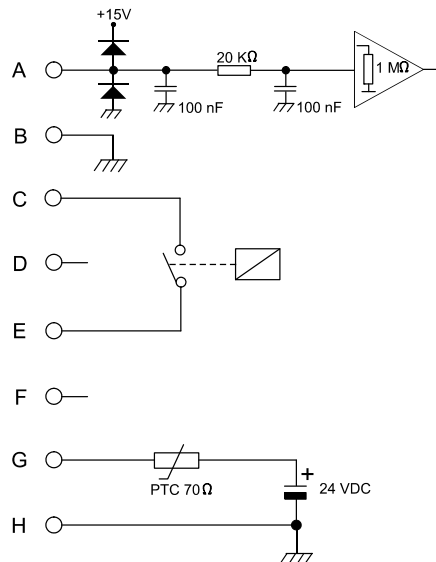 +15V
A
20 KΩ
1 MΩ
100 nF
100 nF
B
C
D
E
F
G
+
PTC 70Ω
24 VDC
H